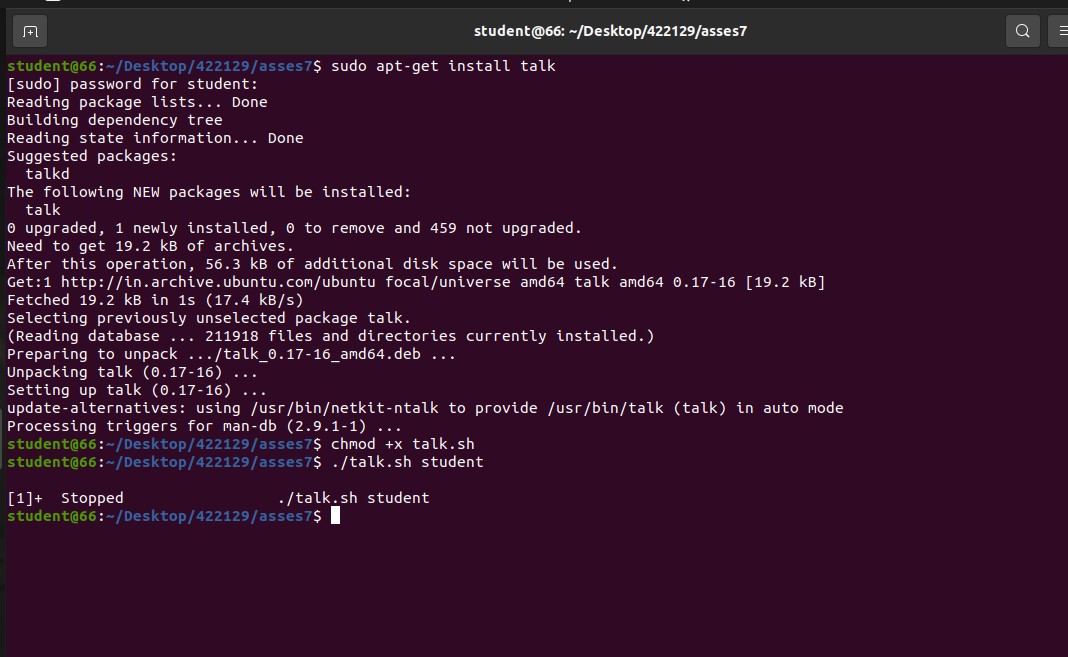 student@66: ~/Desktop/422129/asses7
student@66:~/Desktop/422129/asses7$ sudo apt-get install talk
[sudo] password for student:
Reading package lists... Done
Building dependency tree
Reading state information... Done
Suggested packages:
  talkd
The following NEW packages will be installed:
  talk
0 upgraded, 1 newly installed, 0 to remove and 459 not upgraded.
Need to get 19.2 kB of archives.
After this operation, 56.3 kB of additional disk space will be used.
Get:1 http://in.archive.ubuntu.com/ubuntu focal/universe amd64 talk amd64 0.17-16 [19.2 kB]
Fetched 19.2 kB in 1s (17.4 kB/s)
Selecting previously unselected package talk.
(Reading database ... 211918 files and directories currently installed.)
Preparing to unpack .../talk_0.17-16_amd64.deb ...
Unpacking talk (0.17-16) ...
Setting up talk (0.17-16) ...
update-alternatives: using /usr/bin/netkit-ntalk to provide /usr/bin/talk (talk) in auto mode
Processing triggers for man-db (2.9.1-1) ...
student@66:~/Desktop/422129/asses7$ chmod +x talk.sh
student@66:~/Desktop/422129/asses7$ ./talk.sh student
[1]+  Stopped                 ./talk.sh student
student@66:~/Desktop/422129/asses7$